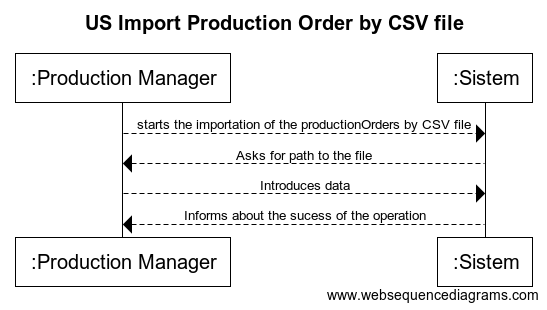 US Import Production Order by CSV file
:Production Manager
:Sistem
starts the importation of the productionOrders by CSV file
Asks for path to the file
Introduces data
Informs about the sucess of the operation
:Production Manager
:Sistem
www.websequencediagrams.com